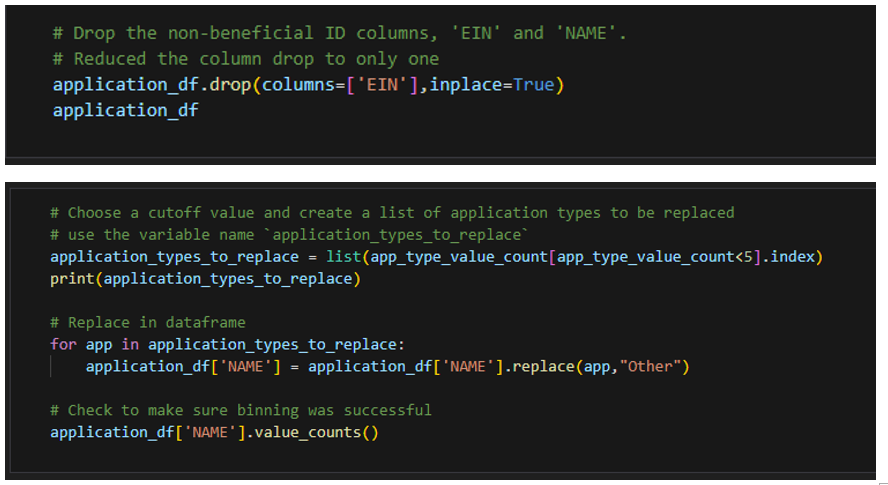 # Drop the non-beneficial ID columns, 'EIN' and 'NAME'.
# Reduced the column drop to only one
application_df.drop(columns=['EIN'],inplace=True)
application_df
# Choose a cutoff value and create a list of application types to be replaced
# use the variable name `application_types_to_replace`
application_types_to_replace = list(app_type_value_count[app_type_value_count<5].index)
print(application_types_to_replace)
# Replace in dataframe
for app in application_types_to_replace:
    application_df['NAME'] = application_df['NAME'].replace(app,"Other")
# Check to make sure binning was successful
application_df['NAME'].value_counts()